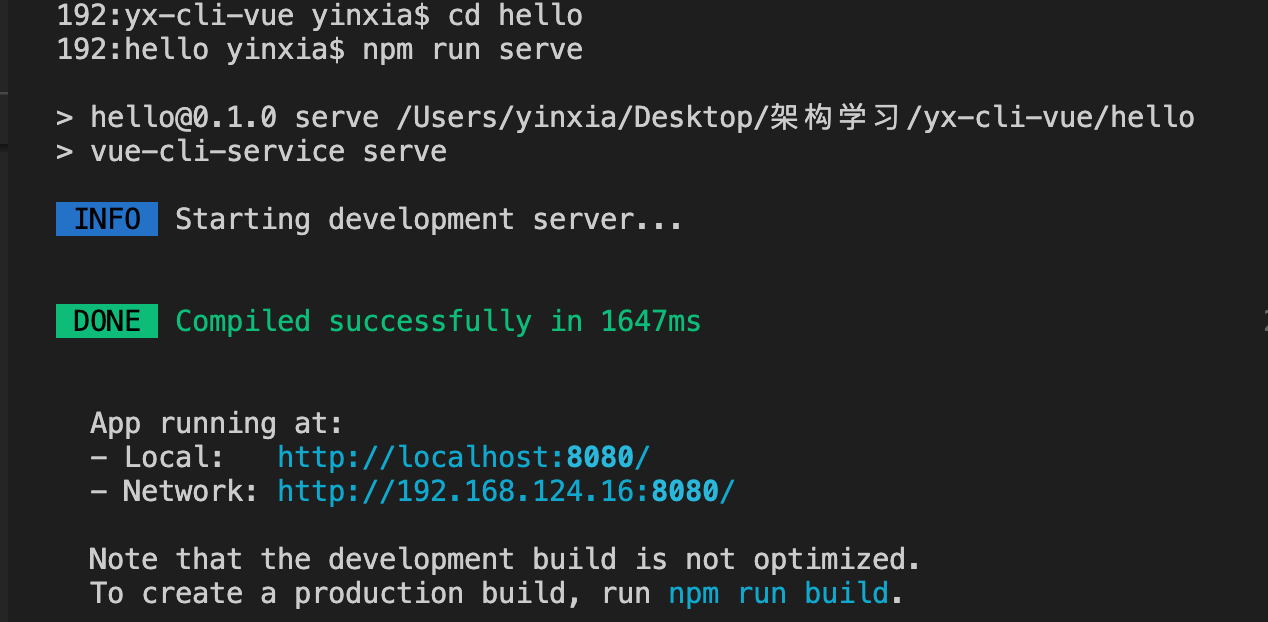 192:yx-cli-vue yinxia$ cd hello
192:hello yinxia$ npm run serve
> hello@0.1.0 serve /Users/yinxia/Desktop/架构学习/yx-cli-vue/hello
> vue-cli-service serve
INFO Starting development server...
DONE Compiled successfully in 1647ms
App running at:
- Local: http://localhost:8080/
- Network: http://192.168.124.16:8080/
Note that the development build is not optimized.
To create a production build, run npm run build.